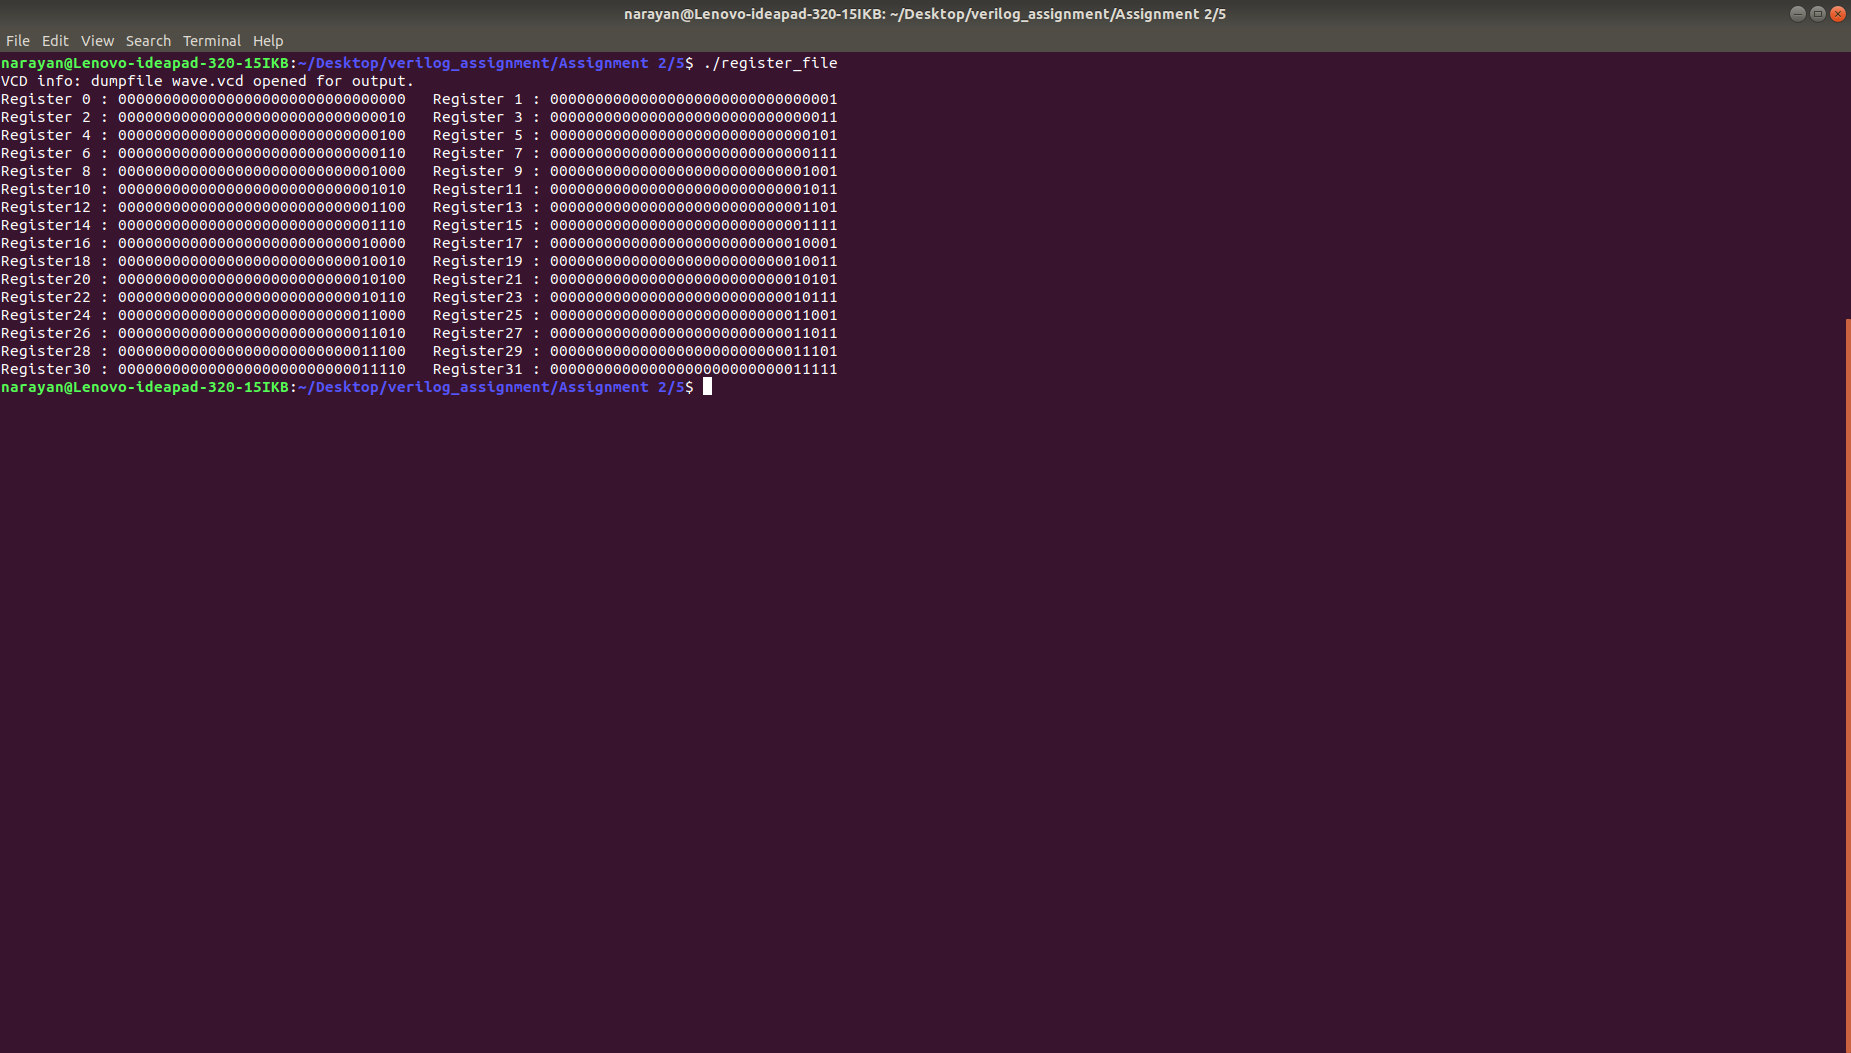 narayan@Lenovo-ideapad-320-15IKB: ~/Desktop/verilog_assignment/Assignment 2/5
File Edit View Search Terminal Help
narayan@Lenovo-ideapad-320-15IKB:~/Desktop/verilog_assignment/Assignment 2/5$ ./register_file
VCD info: dumpfile wave.vcd opened for output.
Register 0 : 00000000000000000000000000000000   Register 1 : 00000000000000000000000000000001
Register 2 : 00000000000000000000000000000010   Register 3 : 00000000000000000000000000000011
Register 4 : 00000000000000000000000000000100   Register 5 : 00000000000000000000000000000101
Register 6 : 00000000000000000000000000000110   Register 7 : 00000000000000000000000000000111
Register 8 : 00000000000000000000000000001000   Register 9 : 00000000000000000000000000001001
Register10 : 00000000000000000000000000001010   Register11 : 00000000000000000000000000001011
Register12 : 00000000000000000000000000001100   Register13 : 00000000000000000000000000001101
Register14 : 00000000000000000000000000001110   Register15 : 00000000000000000000000000001111
Register16 : 00000000000000000000000000010000   Register17 : 00000000000000000000000000010001
Register18 : 00000000000000000000000000010010   Register19 : 00000000000000000000000000010011
Register20 : 00000000000000000000000000010100   Register21 : 00000000000000000000000000010101
Register22 : 00000000000000000000000000010110   Register23 : 00000000000000000000000000010111
Register24 : 00000000000000000000000000011000   Register25 : 00000000000000000000000000011001
Register26 : 00000000000000000000000000011010   Register27 : 00000000000000000000000000011011
Register28 : 00000000000000000000000000011100   Register29 : 00000000000000000000000000011101
Register30 : 00000000000000000000000000011110   Register31 : 00000000000000000000000000011111
narayan@Lenovo-ideapad-320-15IKB:~/Desktop/verilog_assignment/Assignment 2/5$